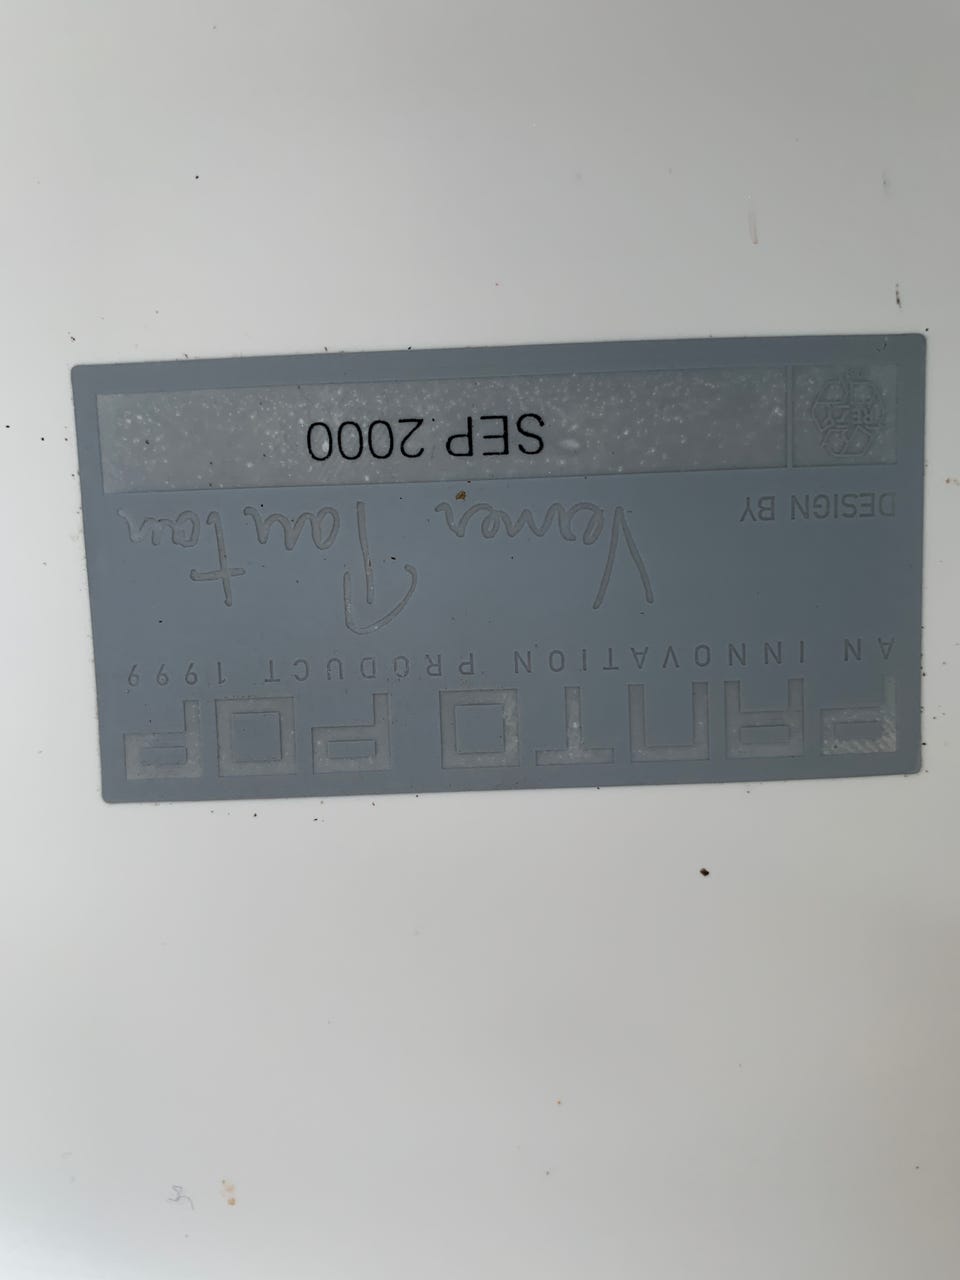 PANTO POP
AN INNOVATION PRODUCT 1999
Verner Panton
DESIGN BY
SEP 2000